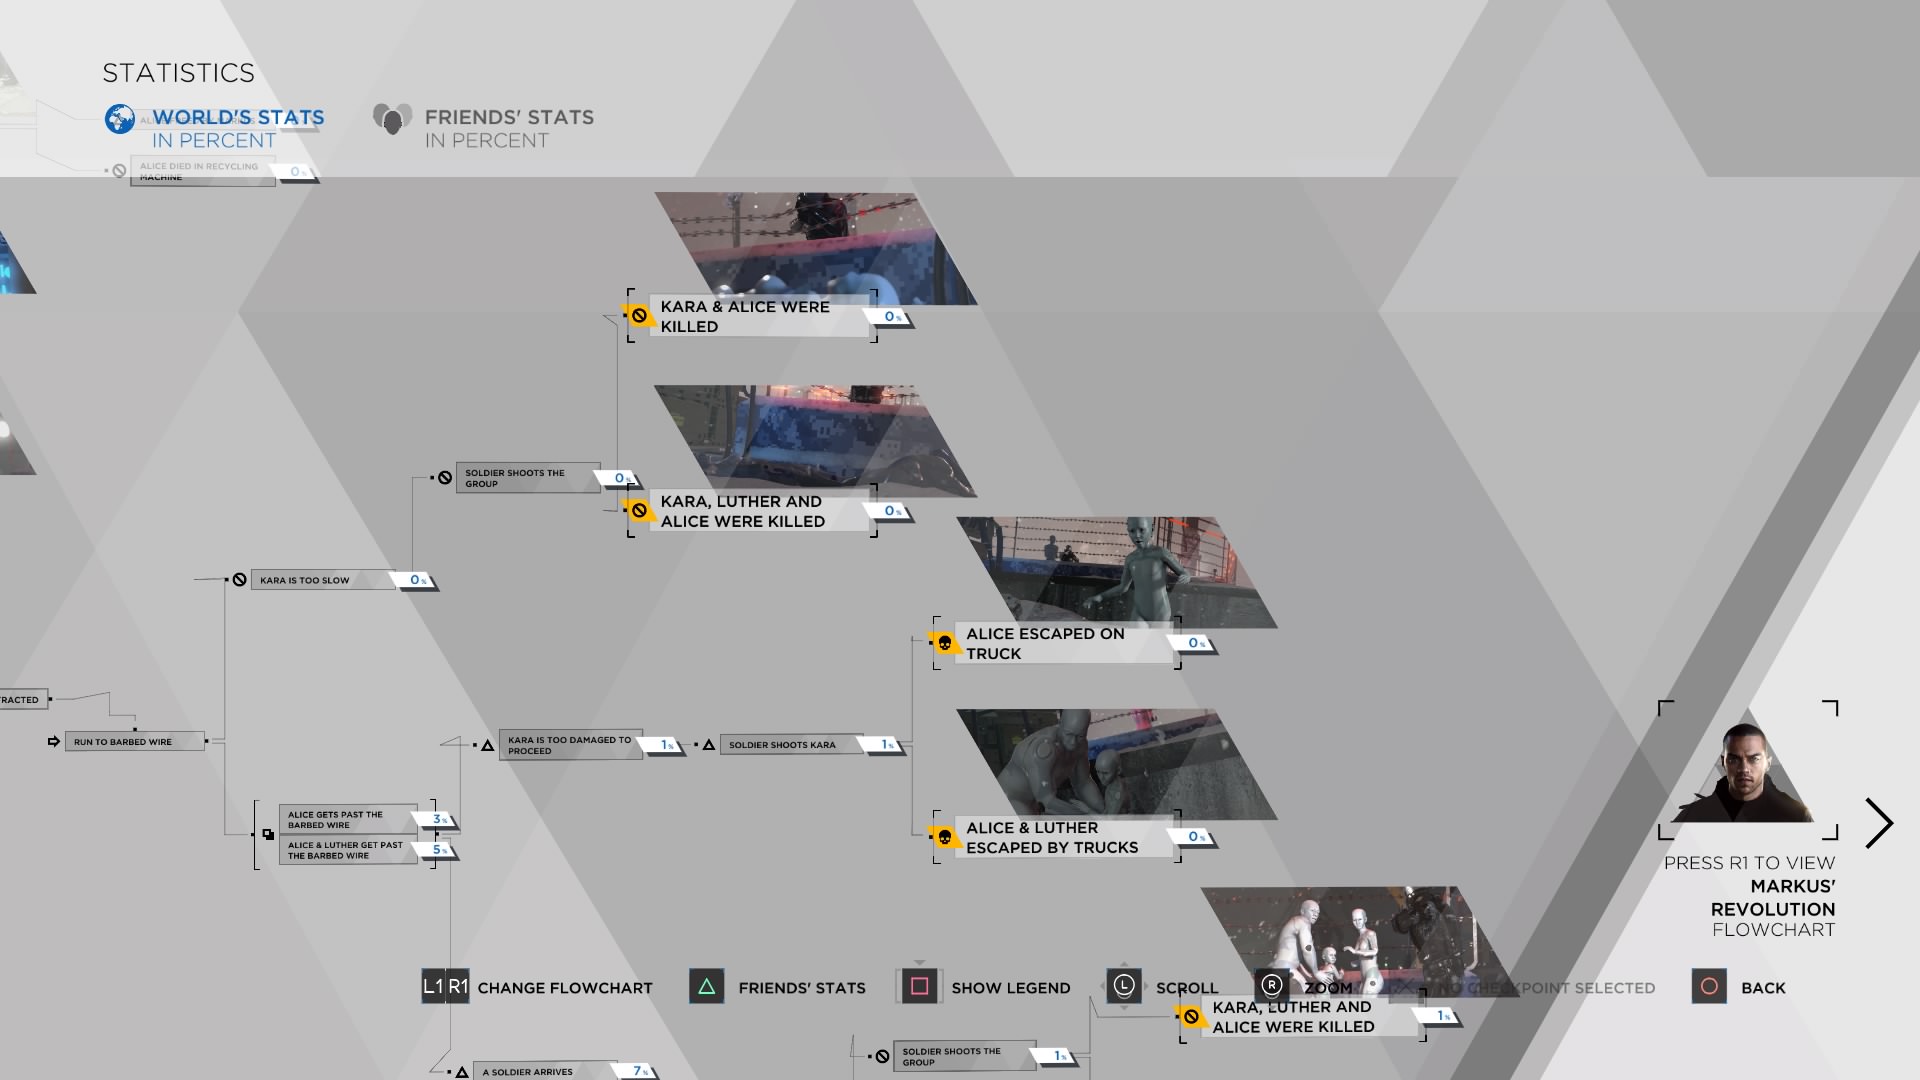 STATISTICS
WORLD'S STATS
IN PERCENT
FRIENDS' STATS
IN PERCENT
ALICE DIED IN RECYCLING
MACHINE
0%
KARA & ALICE WERE
KILLED
0%
SOLDIER SHOOTS THE
GROUP
0%
KARA, LUTHER AND
ALICE WERE KILLED
0%
KARA IS TOO SLOW
0%
ALICE ESCAPED ON
TRUCK
0%
RACTED
RUN TO BARBED WIRE
KARA IS TOO DAMAGED TO
PROCEED
1%
SOLDIER SHOOTS KARA
1%
ALICE GETS PAST THE
BARBED WIRE
3%
ALICE & LUTHER GET PAST
THE BARBED WIRE
5%
ALICE & LUTHER
ESCAPED BY TRUCKS
0%
PRESS R1 TO VIEW
MARKUS'
REVOLUTION
FLOWCHART
L1 R1 CHANGE FLOWCHART
FRIENDS' STATS
SHOW LEGEND
L SCROLL
R ZOOM
NO CHECKPOINT SELECTED
BACK
KARA, LUTHER AND
ALICE WERE KILLED
1%
SOLDIER SHOOTS THE
GROUP
1%
A SOLDIER ARRIVES
7%